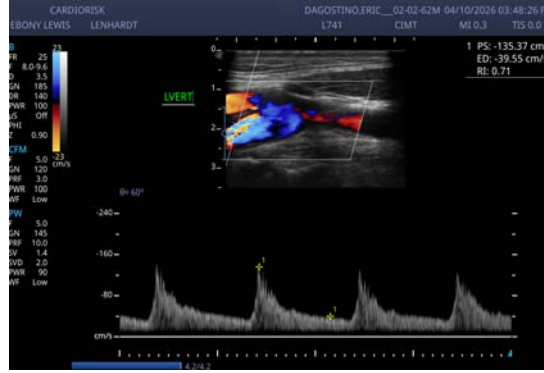 CARDIORISK DAGOSTINO,ERIC___02-02-62M 04/10/2026 03:48:26 P
EBONY LEWIS LENHARDT L741 CIMT MI 0.3 TIS 0.0
B
FR 25
F 8.0-9.6
D 3.5
GN 185
DR 140
PWR 100
µS Off
PHI
Z 0.90
CFM
F 5.0
GN 120
PRF 3.0
PWR 100
WF Low
PW
F 5.0
GN 145
PRF 10.0
SV 1.4
SVD 2.0
PWR 90
WF Low
23
-23
cm/s
LVERT
0
1
2
3
1 PS: -135.37 cm
ED: -39.55 cm/
RI: 0.71
θ= 60°
-240
-160
-80
cm/s
1
1
4.2/4.2